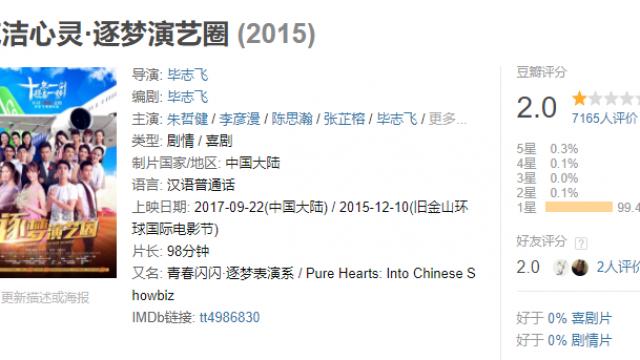 洁心灵·逐梦演艺圈 (2015)
导演: 毕志飞
编剧: 毕志飞
主演: 朱哲健 / 李彦漫 / 陈思瀚 / 张芷榕 / 毕志飞 / 更多...
类型: 剧情 / 喜剧
制片国家/地区: 中国大陆
语言: 汉语普通话
上映日期: 2017-09-22(中国大陆) / 2015-12-10(旧金山环
球国际电影节)
片长: 98分钟
又名: 青春闪闪·逐梦表演系 / Pure Hearts: Into Chinese S
howbiz
IMDb链接: tt4986830
逐梦
演艺圈
更新描述或海报
豆瓣评分
2.0
7165人评价
5星 0.3%
4星 0.1%
3星 0.0%
2星 0.1%
1星 99.4
好友评分 ?
2.0 2人评价
好于 0% 喜剧片
好于 0% 剧情片